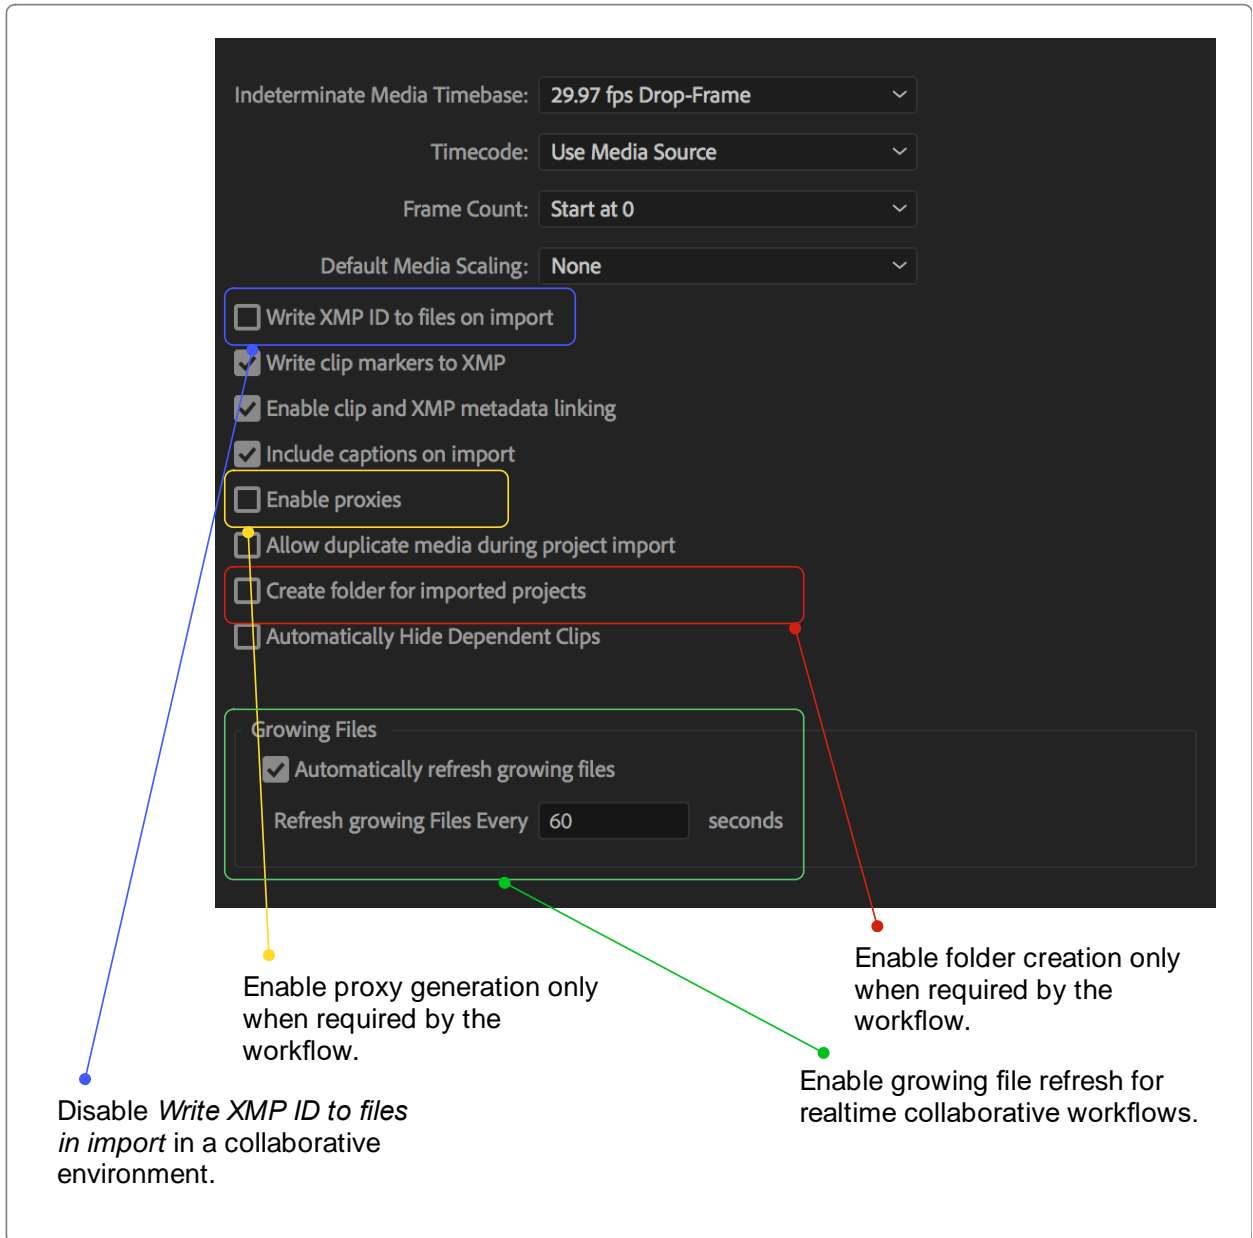 Indeterminate Media Timebase: 29.97 fps Drop-Frame
Timecode: Use Media Source
Frame Count: Start at 0
Default Media Scaling: None
Write XMP ID to files on import
Write clip markers to XMP
Enable clip and XMP metadata linking
Include captions on import
Enable proxies
Allow duplicate media during project import
Create folder for imported projects
Automatically Hide Dependent Clips
Growing Files
Automatically refresh growing files
Refresh growing Files Every 60 seconds
Enable proxy generation only
when required by the
workflow.
Enable folder creation only
when required by the
workflow.
Disable Write XMP ID to files
in import in a collaborative
environment.
Enable growing file refresh for
realtime collaborative workflows.